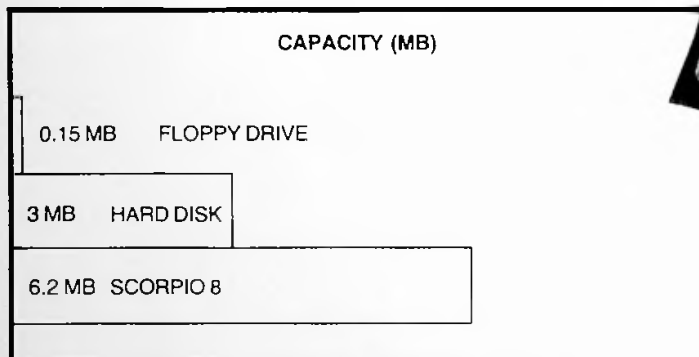 CAPACITY (MB)
0.15 MB FLOPPY DRIVE
3 MB HARD DISK
6.2 MB SCORPIO 8